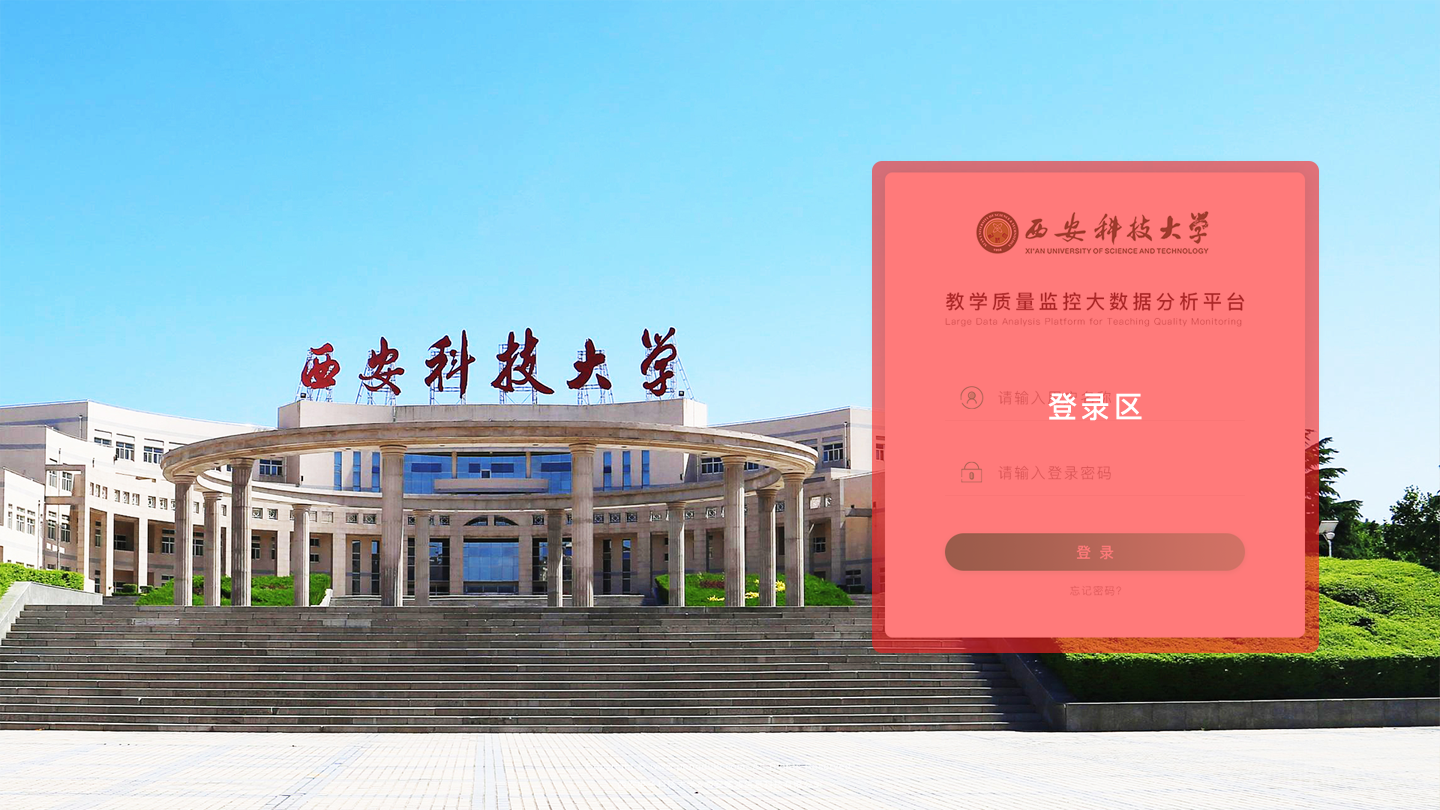 西安科技大学
西安科技大学
XI'AN UNIVERSITY OF SCIENCE AND TECHNOLOGY
教学质量监控大数据分析平台
Large Data Analysis Platform for Teaching Quality Monitoring
请输入
登录区
请输入登录密码
登录
忘记密码?